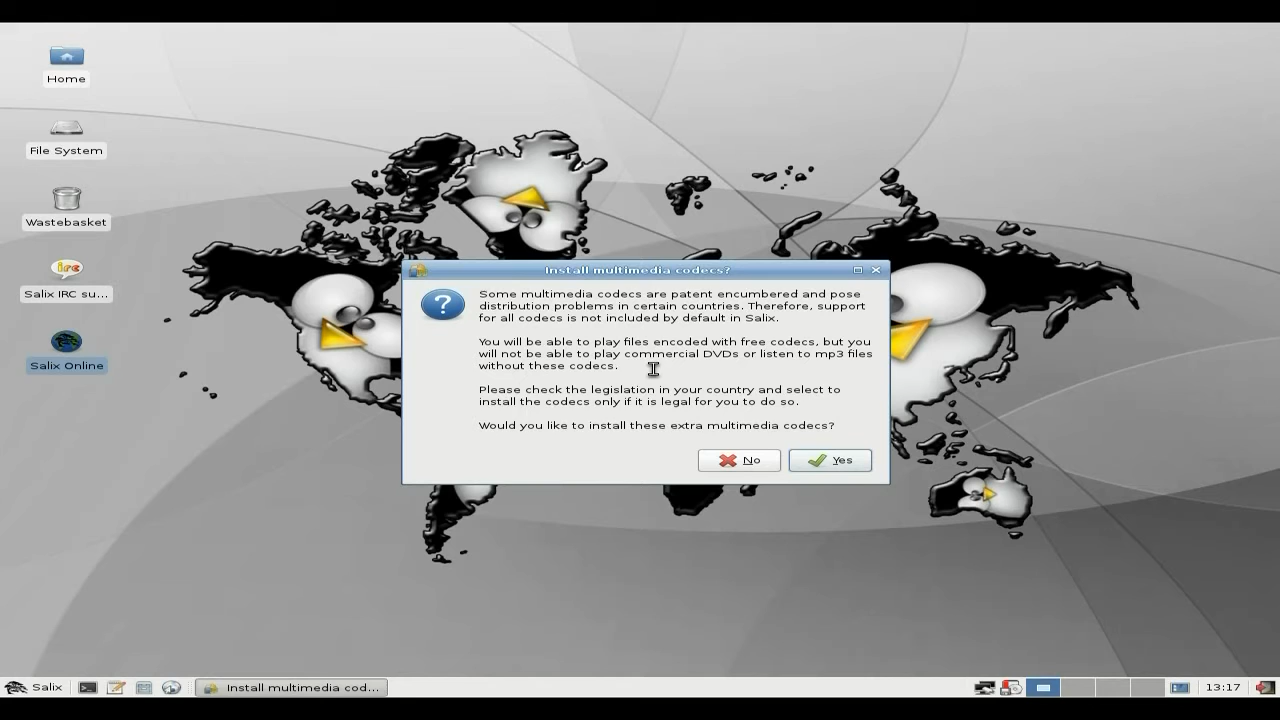 Home
File System
Wastebasket
irc
Salix IRC su...
Salix Online
Install multimedia codecs?
Some multimedia codecs are patent encumbered and pose
distribution problems in certain countries. Therefore, support
for all codecs is not included by default in Salix.
You will be able to play files encoded with free codecs, but you
will not be able to play commercial DVDs or listen to mp3 files
without these codecs.
Please check the legislation in your country and select to
install the codecs only if it is legal for you to do so.
Would you like to install these extra multimedia codecs?
No
Yes
Salix
Install multimedia cod...
13:17